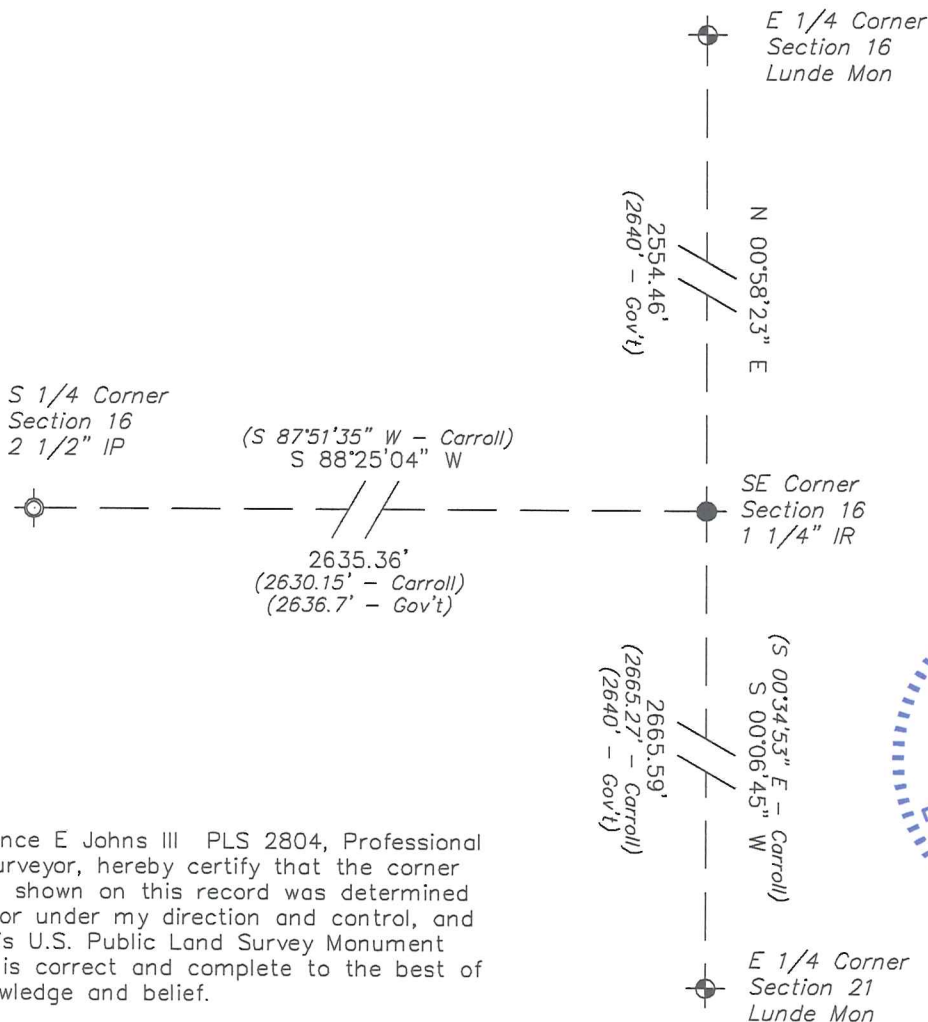 E 1/4 Corner
Section 16
Lunde Mon
N 00°58'23" E
2554.46'
(2640' - Gov't)
S 1/4 Corner
Section 16
2 1/2" IP
(S 87°51'35" W - Carroll)
S 88°25'04" W
2635.36'
(2630.15' - Carroll)
(2636.7' - Gov't)
SE Corner
Section 16
1 1/4" IR
(S 00°34'53" E - Carroll)
S 00°06'45" W
2665.59'
(2665.27' - Carroll)
(2640' - Gov't)
nce E Johns III PLS 2804, Professional
urveyor, hereby certify that the corner
shown on this record was determined
or under my direction and control, and
's U.S. Public Land Survey Monument
is correct and complete to the best of
wledge and belief.
E 1/4 Corner
Section 21
Lunde Mon